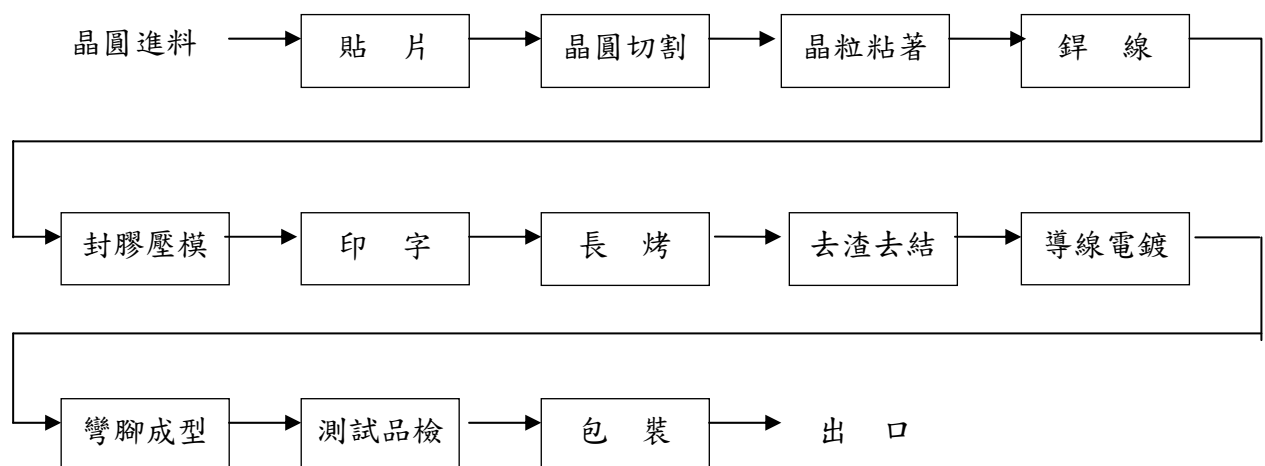 晶圓進料 貼 片 晶圓切割 晶粒粘著 銲 線
封膠壓模 印 字 長 烤 去渣去結 導線電鍍
彎腳成型 測試品檢 包 裝 出 口